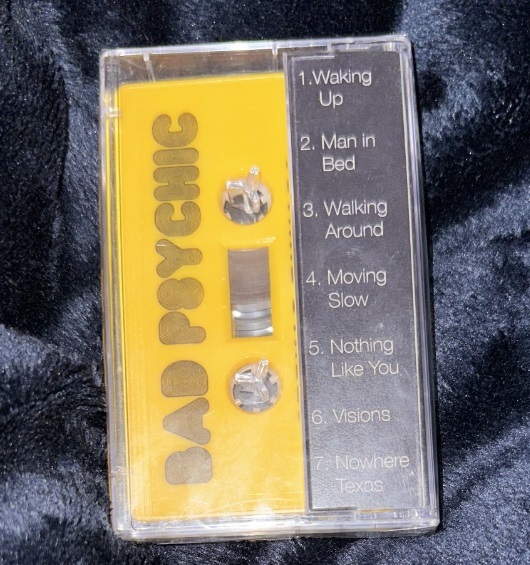 BAD PSYCHIC
1.Waking
Up
2. Man in
Bed
3. Walking
Around
4. Moving
Slow
5. Nothing
Like You
6. Visions
7. Nowhere
Texas